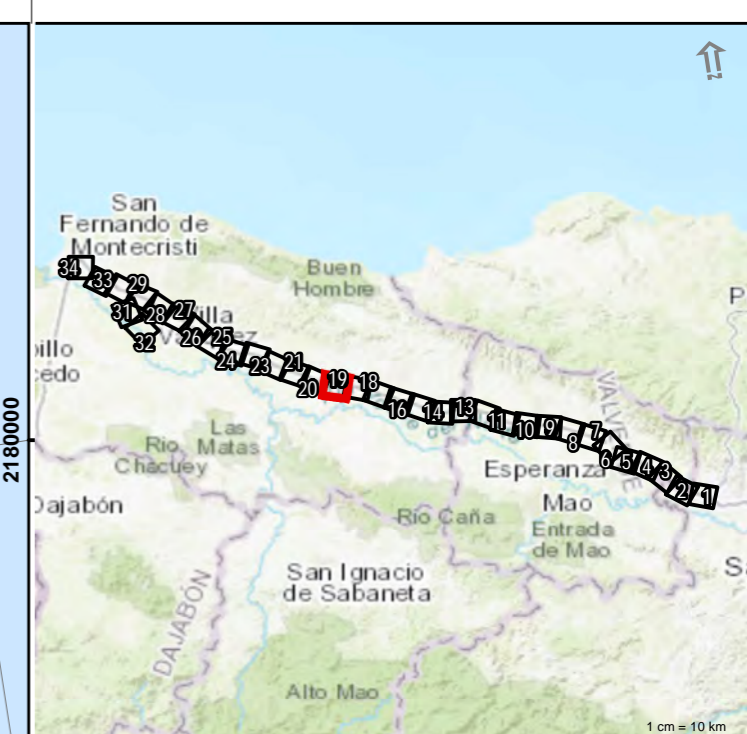 N
San
Fernando de
Montecristi
Buen
Hombre
34
33
29
31
28
27
32
26
25
24
23
21
20
19
18
16
14
13
11
10
9
8
7
6
5
4
3
2
1
Las
Matas
Rio
Chacuey
2180000
Dajabón
Esperanza
Mao
Rio Caña
Entrada
de Mao
San Ignacio
de Sabaneta
DAJABÓN
Alto Mao
1 cm = 10 km